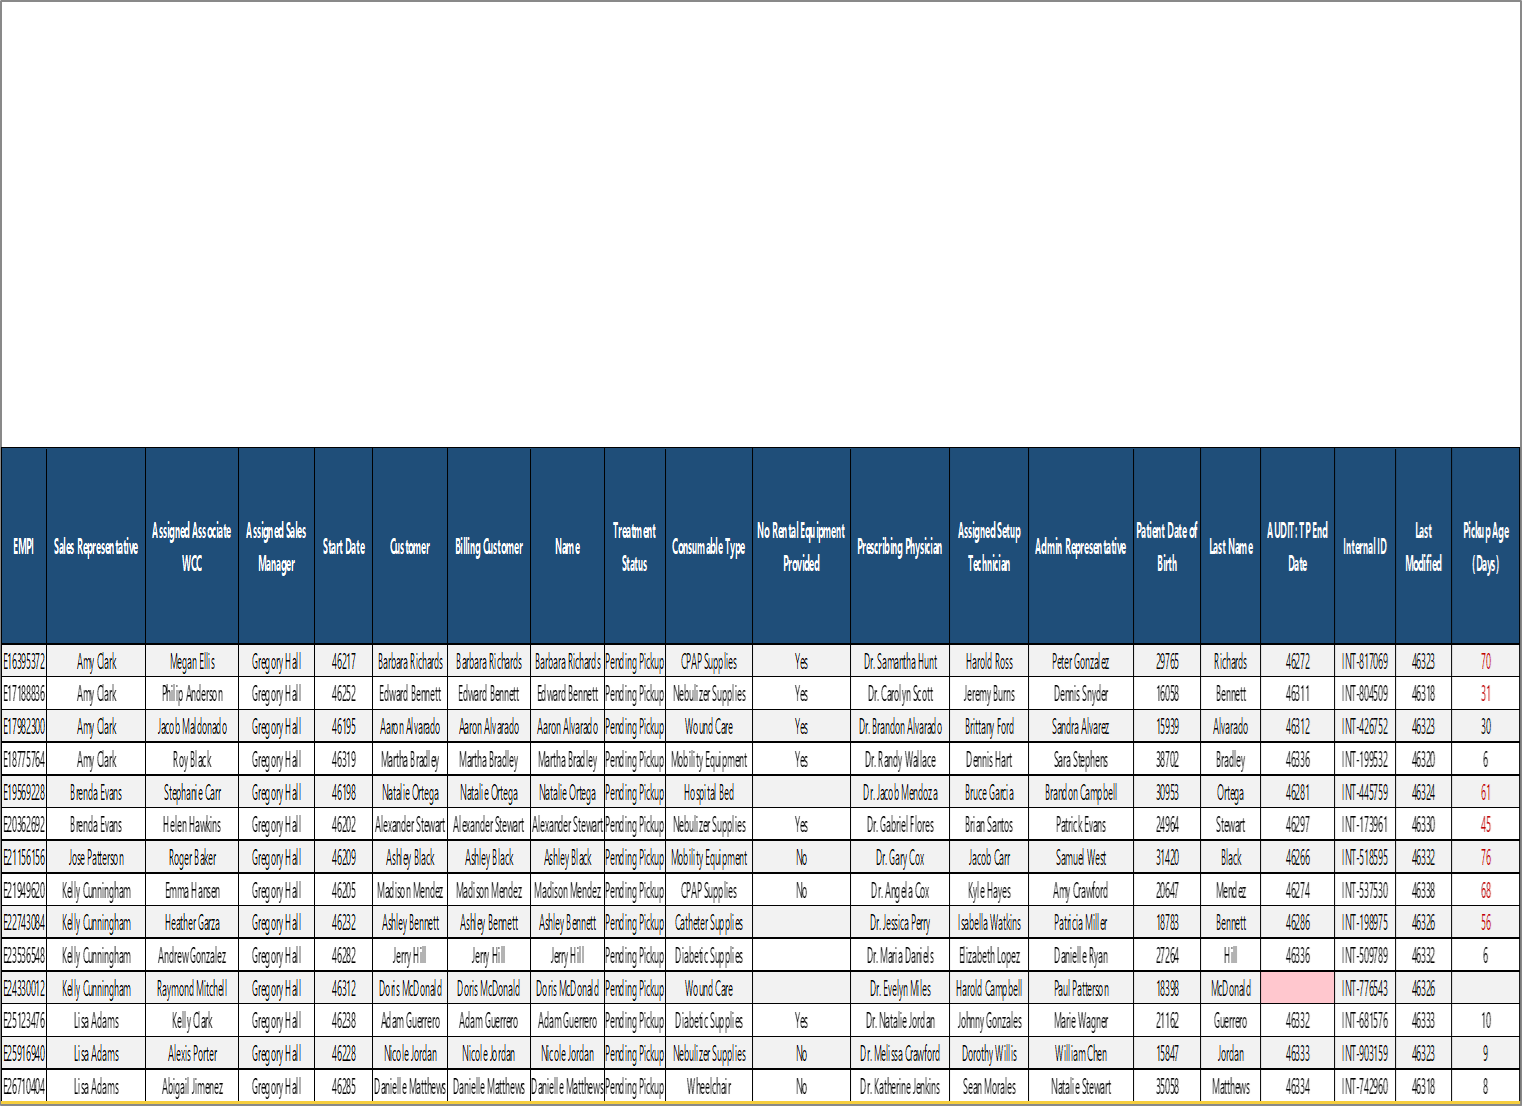 EMPI Sales Representative Assigned Associate WCC Assigned Sales Manager Start Date Customer Billing Customer Name Treatment Status Consumable Type No Rental Equipment Provided Prescribing Physician Assigned Setup Technician Admin Representative Patient Date of Birth Last Name AUDIT: TP End Date Internal ID Last Modified Pickup Age (Days)
E16395372 Amy Clark Megan Ellis Gregory Hall 46217 Barbara Richards Barbara Richards Barbara Richards Pending Pickup CPAP Supplies Yes Dr. Samantha Hunt Harold Ross Peter Gonzalez 29765 Richards 46272 INT-817069 46323 70
E17188836 Amy Clark Philip Anderson Gregory Hall 46252 Edward Bennett Edward Bennett Edward Bennett Pending Pickup Nebulizer Supplies Yes Dr. Carolyn Scott Jeremy Burns Dennis Snyder 16058 Bennett 46311 INT-804509 46318 31
E17982300 Amy Clark Jacob Maldonado Gregory Hall 46195 Aaron Alvarado Aaron Alvarado Aaron Alvarado Pending Pickup Wound Care Yes Dr. Brandon Alvarado Brittary Ford Sandra Alvarez 15939 Alvarado 46312 INT-426752 46323 30
E18775764 Amy Clark Roy Black Gregory Hall 46319 Martha Bradley Martha Bradley Martha Bradley Pending Pickup Mobility Equipment Yes Dr. Randy Wallace Dennis Hart Sara Stephens 38702 Bradley 46336 INT-199532 46320 6
E19569228 Brenda Evans Stephanie Carr Gregory Hall 46198 Natalie Ortega Natalie Ortega Natalie Ortega Pending Pickup Hospital Bed Dr. Jacob Mendoza Bruce Garcia Brandon Campbell 30953 Ortega 46281 INT-445759 46324 61
E20362692 Brenda Evans Helen Hawkins Gregory Hall 46202 Alexander Stewart Alexander Stewart Alexander Stewart Pending Pickup Nebulizer Supplies Yes Dr. Gabriel Flores Brian Santos Patrick Evans 24964 Stewart 46297 INT-173961 46330 45
E21156156 Jose Patterson Roger Baker Gregory Hall 46209 Ashley Black Ashley Black Ashley Black Pending Pickup Mobility Equipment No Dr. Gary Cox Jacob Carr Samuel West 31420 Black 46266 INT-518595 46332 76
E21949620 Kelly Cunningham Emma Hansen Gregory Hall 46205 Madison Mendez Madison Mendez Madison Mendez Pending Pickup CPAP Supplies No Dr. Angela Cox Kyle Hayes Amy Crawford 20647 Mendez 46274 INT-537530 46338 68
E22743084 Kelly Cunningham Heather Garza Gregory Hall 46232 Ashley Bennett Ashley Bennett Ashley Bennett Pending Pickup Catheter Supplies Dr. Jessica Perry Isabella Watkins Patricia Miller 18783 Bennett 46286 INT-198975 46326 56
E23536548 Kelly Cunningham Andrew Gonzalez Gregory Hall 46282 Jerry Hill Jerry Hill Jerry Hill Pending Pickup Diabetic Supplies Dr. Maria Daniels Elizabeth Lopez Danielle Ryan 27264 Hill 46336 INT-509789 46332 6
E24330012 Kelly Cunningham Raymond Mitchell Gregory Hall 46312 Doris McDonald Doris McDonald Doris McDonald Pending Pickup Wound Care Dr. Evelyn Miles Harold Campbell Paul Patterson 18398 McDonald INT-776543 46326
E25123476 Lisa Adams Kelly Clark Gregory Hall 46238 Adam Guerrero Adam Guerrero Adam Guerrero Pending Pickup Diabetic Supplies Yes Dr. Natalie Jordan Johnny Gonzales Marie Wagner 21162 Guerrero 46332 INT-681576 46333 10
E25916940 Lisa Adams Alexis Porter Gregory Hall 46228 Nicole Jordan Nicole Jordan Nicole Jordan Pending Pickup Nebulizer Supplies No Dr. Melissa Crawford Dorothy Willis William Chen 15847 Jordan 46333 INT-903159 46323 9
E26710404 Lisa Adams Abigail Jimenez Gregory Hall 46285 Danielle Matthews Danielle Matthews Danielle Matthews Pending Pickup Wheelchair No Dr. Katherine Jenkins Sean Morales Natalie Stewart 35058 Matthews 46334 INT-742960 46318 8